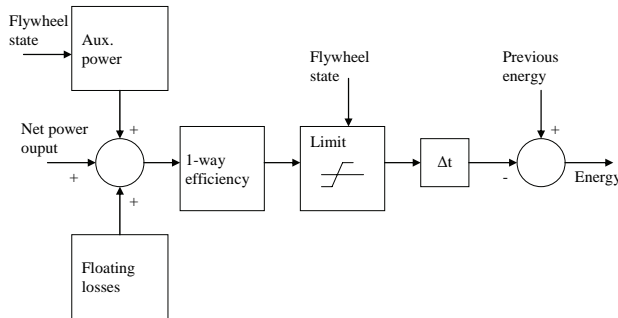 Flywheel
state
Aux.
power
Flywheel
state
Previous
energy
Net power
ouput
+
+
+
1-way
efficiency
Limit
Δt
+
-
Energy
Floating
losses